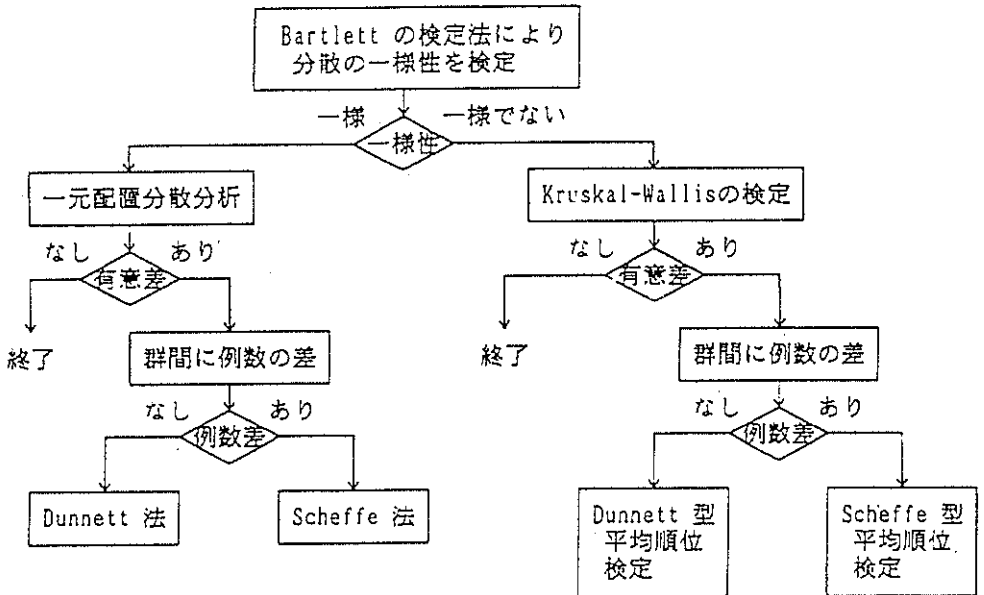 Bartlett の検定法により
分散の一様性を検定
一様
一様でない
一様性
一元配置分散分析
Kruskal-Wallisの検定
なし
あり
なし
あり
有意差
有意差
終了
群間に例数の差
終了
群間に例数の差
なし
あり
なし
あり
例数差
例数差
Dunnett 法
Scheffe 法
Dunnett 型
平均順位
検定
Scheffe 型
平均順位
検定